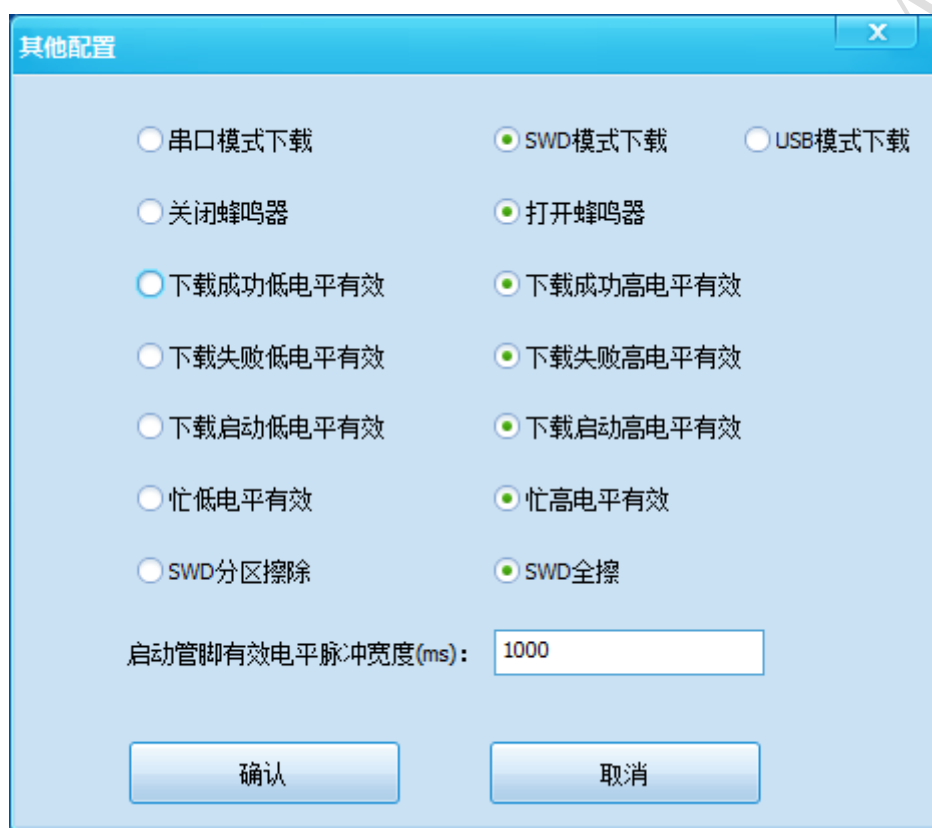 其他配置
串口模式下载 SWD模式下载 USB模式下载
关闭蜂鸣器 打开蜂鸣器
下载成功低电平有效 下载成功高电平有效
下载失败低电平有效 下载失败高电平有效
下载启动低电平有效 下载启动高电平有效
忙低电平有效 忙高电平有效
SWD分区擦除 SWD全擦
启动管脚有效电平脉冲宽度(ms)： 1000
确认 取消